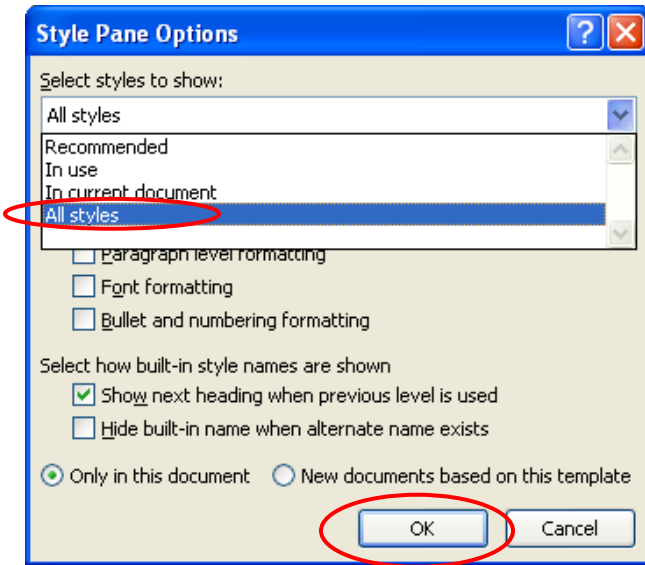 Style Pane Options
Select styles to show:
All styles
Recommended
In use
In current document
All styles
Paragraph level formatting
Font formatting
Bullet and numbering formatting
Select how built-in style names are shown
Show next heading when previous level is used
Hide built-in name when alternate name exists
Only in this document New documents based on this template
OK Cancel